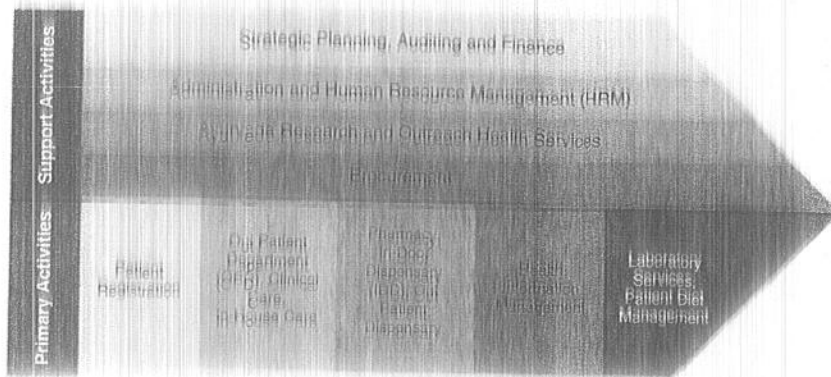 Support Activities
Strategic Planning, Auditing and Finance
Administration and Human Resource Management (HRM)
Ayurveda Research and Outreach Health Services
Procurement
Primary Activities
Patient
Registration
Out Patient
Department
(OPD), Clinical
Care,
in-House Care
Pharmacy,
In-Door
Dispensary
(IDD), Out
Patient
Dispensary
Health
Information
Management
Laboratory
Services,
Patient Diet
Management